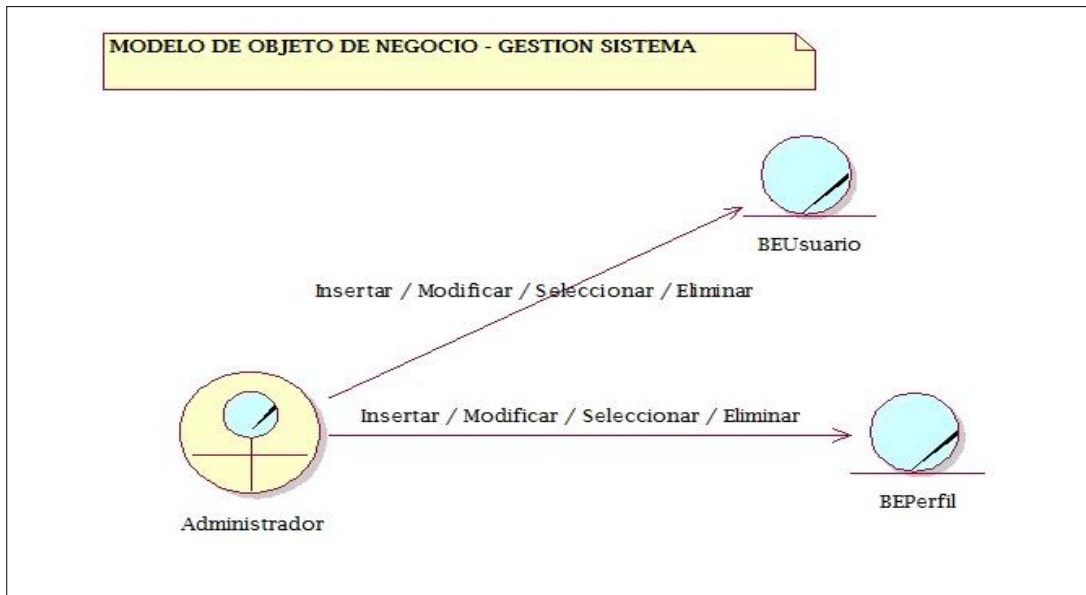 MODELO DE OBJETO DE NEGOCIO - GESTION SISTEMA
BEUsuario
Insertar / Modificar / Seleccionar / Eliminar
Insertar / Modificar / Seleccionar / Eliminar
BEPerfil
Administrador